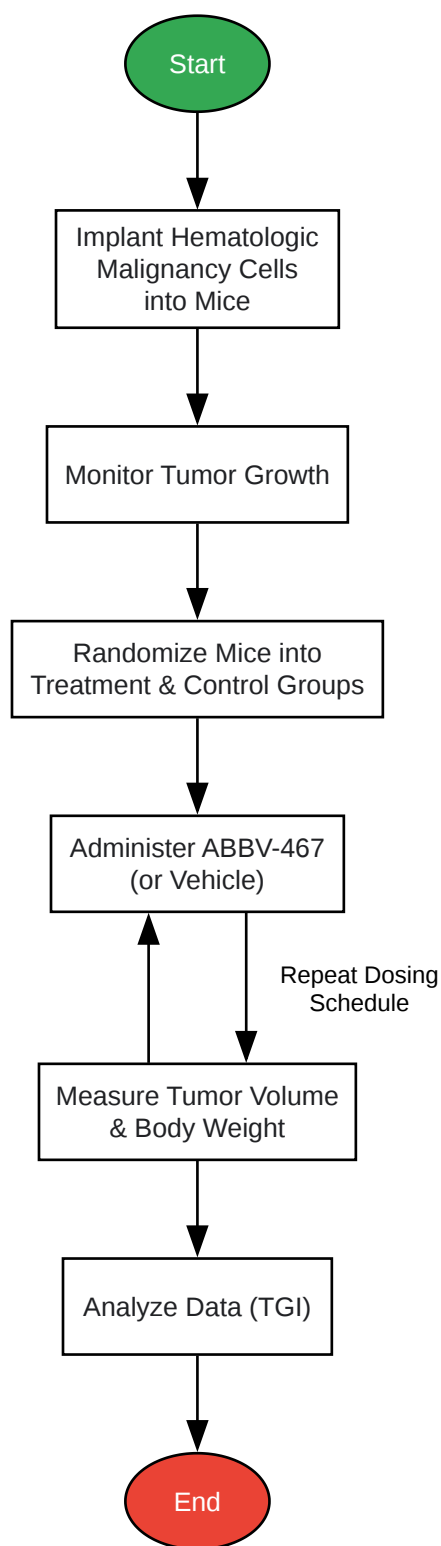 Start
Implant Hematologic
Malignancy Cells
into Mice
Monitor Tumor Growth
Randomize Mice into
Treatment & Control Groups
Administer ABBV-467
(or Vehicle)
Repeat Dosing
Schedule
Measure Tumor Volume
& Body Weight
Analyze Data (TGI)
End